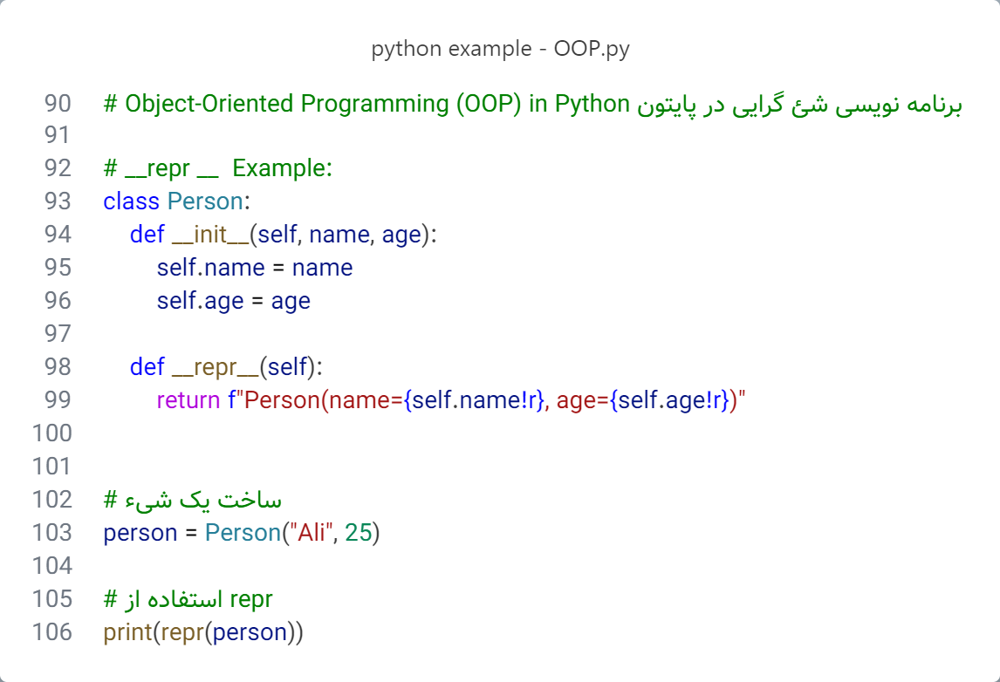 python example - OOP.py
90 # Object-Oriented Programming (OOP) in Python برنامه نویسی شئ گرایی در پایتون
91
92 # __repr __  Example:
93 class Person:
94     def __init__(self, name, age):
95         self.name = name
96         self.age = age
97
98     def __repr__(self):
99         return f"Person(name={self.name!r}, age={self.age!r})"
100
101
102 # ساخت یک شیء
103 person = Person("Ali", 25)
104
105 # استفاده از repr
106 print(repr(person))